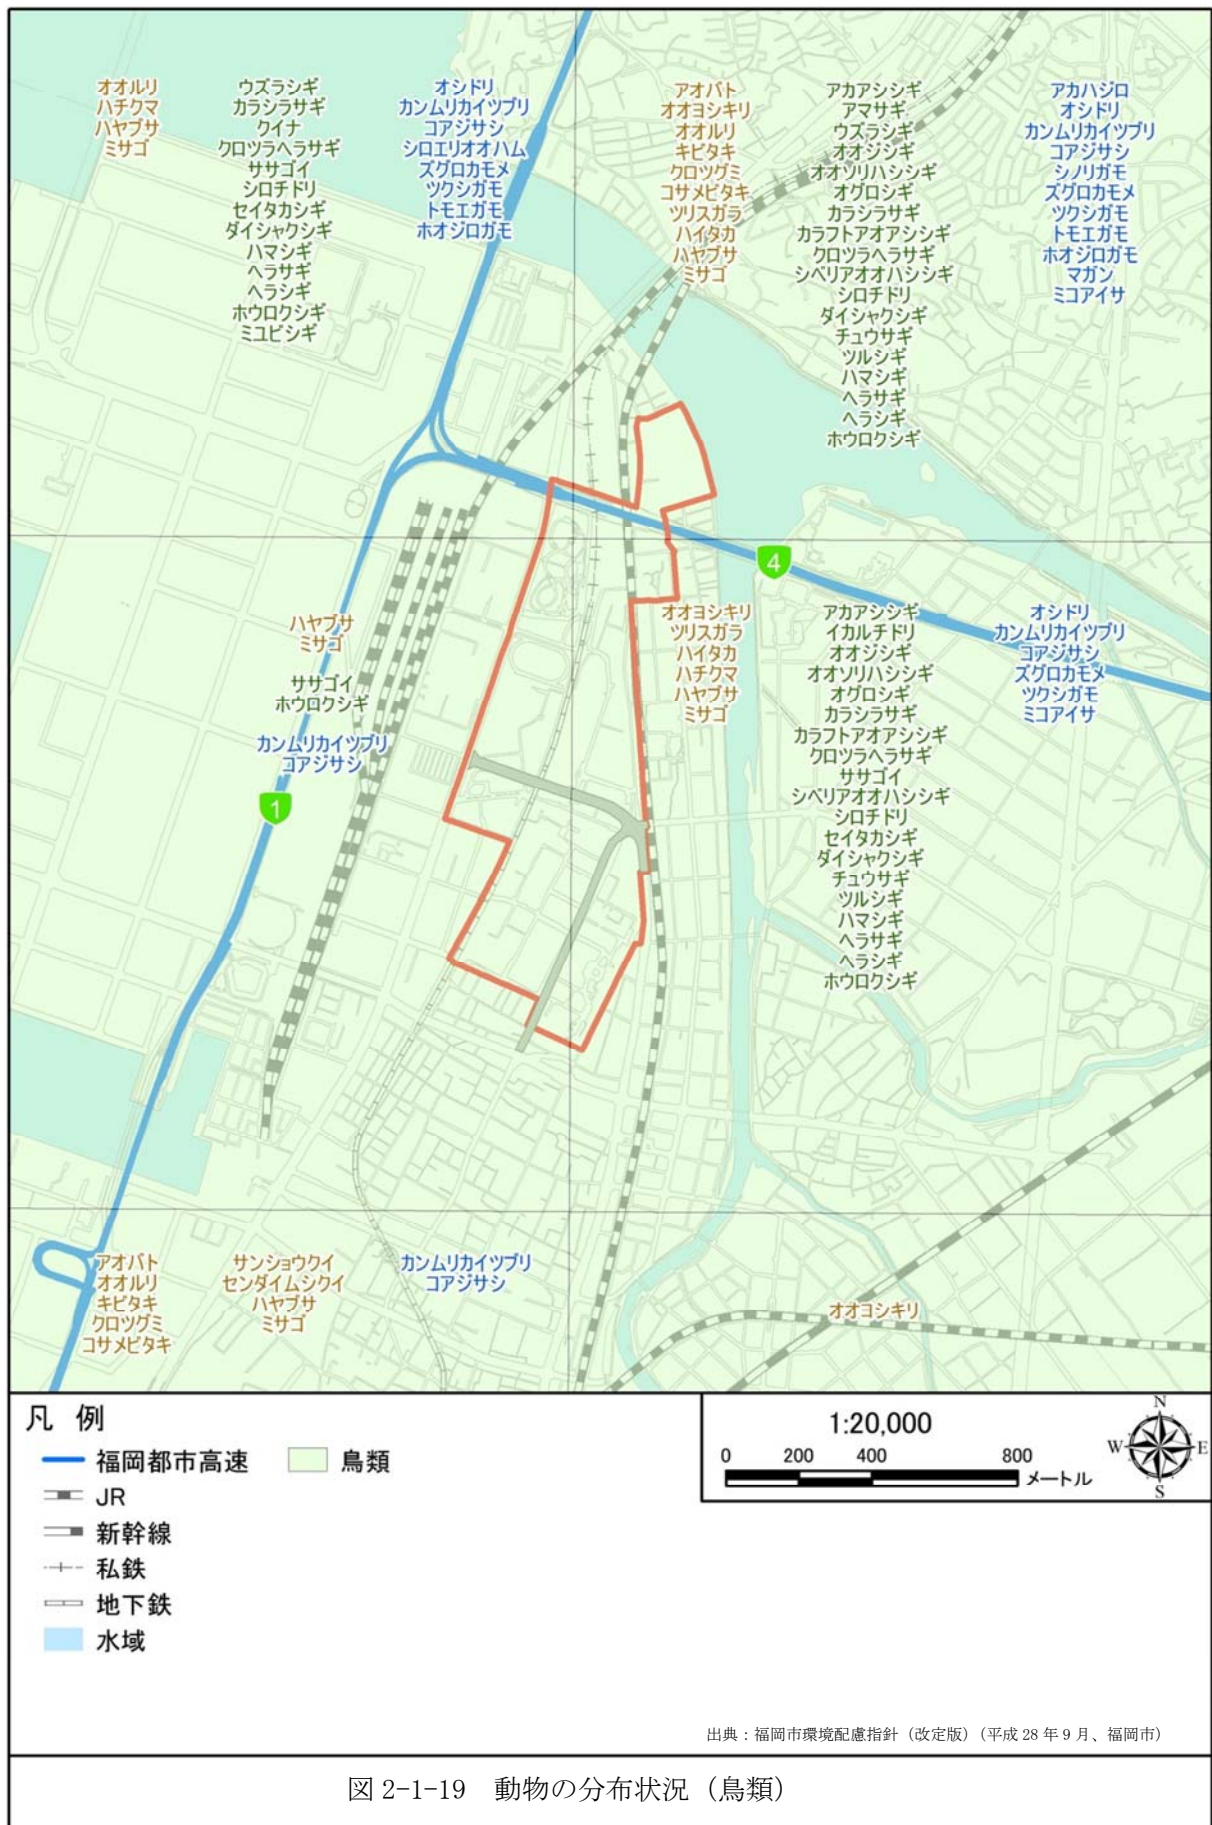 オオルリ
ハチクマ
ハヤブサ
ミサゴ
ウズラシギ
カラシラサギ
クイナ
クロツラヘラサギ
ササゴイ
シロチドリ
セイタカシギ
ダイシャクシギ
ハマシギ
ヘラサギ
ヘラシギ
ホウロクシギ
ミユビシギ
オシドリ
カンムリカイツブリ
コアジサシ
シロエリオオハム
ズグロカモメ
ツクシガモ
トモエガモ
ホオジロガモ
アオバト
オオヨシキリ
オオルリ
キビタキ
クロツグミ
コサメビタキ
ツリスガラ
ハイタカ
ハヤブサ
ミサゴ
アカアシシギ
アマサギ
ウズラシギ
オオジシギ
オオソリハシシギ
オグロシギ
カラシラサギ
カラフトアオアシシギ
クロツラヘラサギ
シベリアオオハシシギ
シロチドリ
ダイシャクシギ
チュウサギ
ツルシギ
ハマシギ
ヘラサギ
ヘラシギ
ホウロクシギ
アカハジロ
オシドリ
カンムリカイツブリ
コアジサシ
シノリガモ
ズグロカモメ
ツクシガモ
トモエガモ
ホオジロガモ
マガン
ミコアイサ
4
ハヤブサ
ミサゴ
ササゴイ
ホウロクシギ
カンムリカイツブリ
コアジサシ
1
オオヨシキリ
ツリスガラ
ハイタカ
ハチクマ
ハヤブサ
ミサゴ
アカアシシギ
イカルチドリ
オオジシギ
オオソリハシシギ
オグロシギ
カラシラサギ
カラフトアオアシシギ
クロツラヘラサギ
ササゴイ
シベリアオオハシシギ
シロチドリ
セイタカシギ
ダイシャクシギ
チュウサギ
ツルシギ
ハマシギ
ヘラサギ
ヘラシギ
ホウロクシギ
オシドリ
カンムリカイツブリ
コアジサシ
ズグロカモメ
ツクシガモ
ミコアイサ
アオバト
オオルリ
キビタキ
クロツグミ
コサメビタキ
サンショウクイ
センダイムシクイ
ハヤブサ
ミサゴ
カンムリカイツブリ
コアジサシ
オオヨシキリ
凡 例
福岡都市高速 鳥類
JR
新幹線
私鉄
地下鉄
水域
1:20,000
0 200 400 800
メートル
N
W E
S
出典：福岡市環境配慮指針（改定版）（平成 28 年 9 月、福岡市）
図 2-1-19 動物の分布状況（鳥類）